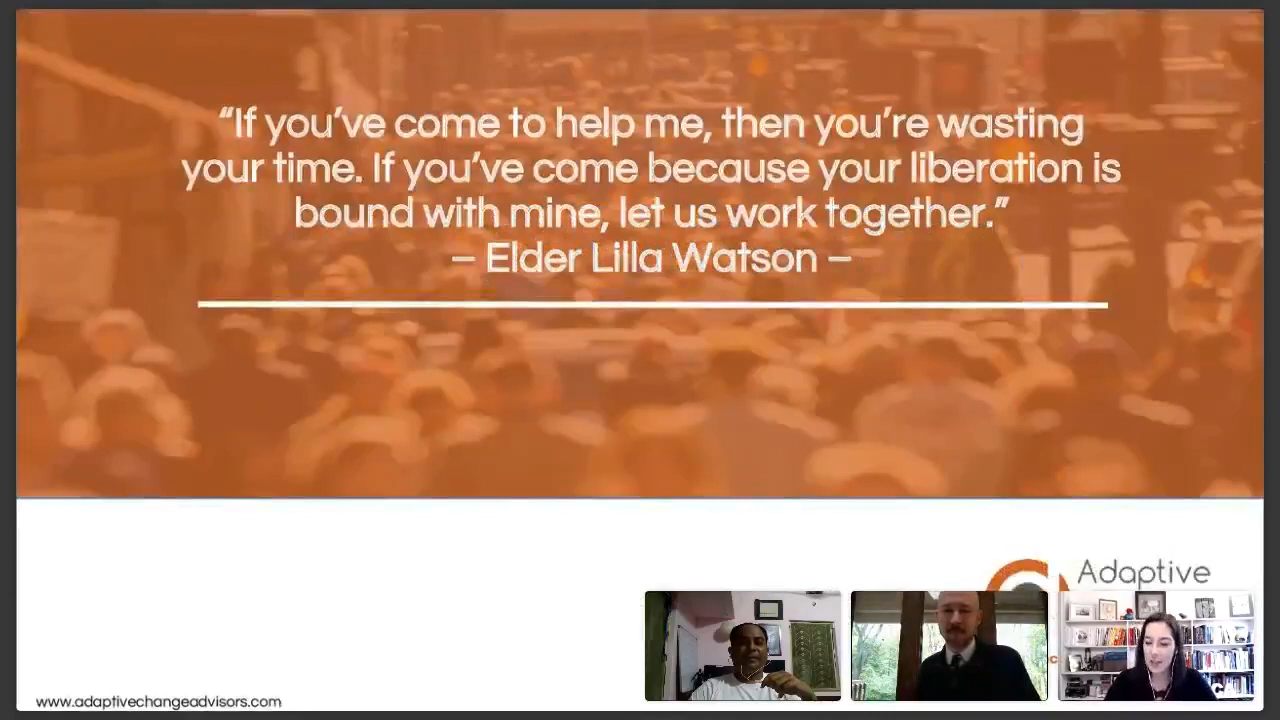 “If you’ve come to help me, then you’re wasting
your time. If you’ve come because your liberation is
bound with mine, let us work together.”
– Elder Lilla Watson –
Adaptive
www.adaptivechangeadvisors.com